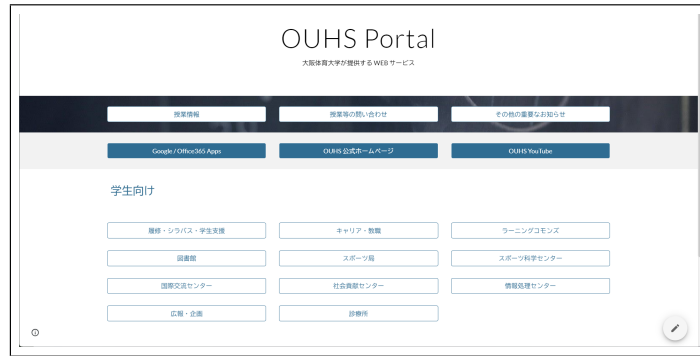 OUHS Portal
大阪体育大学が提供する WEB サービス
授業情報
授業等の問い合わせ
その他の重要なお知らせ
Google / Office365 Apps
OUHS 公式ホームページ
OUHS YouTube
学生向け
履修・シラバス・学生支援
キャリア・教職
ラーニングコモンズ
図書館
スポーツ局
スポーツ科学センター
国際交流センター
社会貢献センター
情報処理センター
広報・企画
診療所